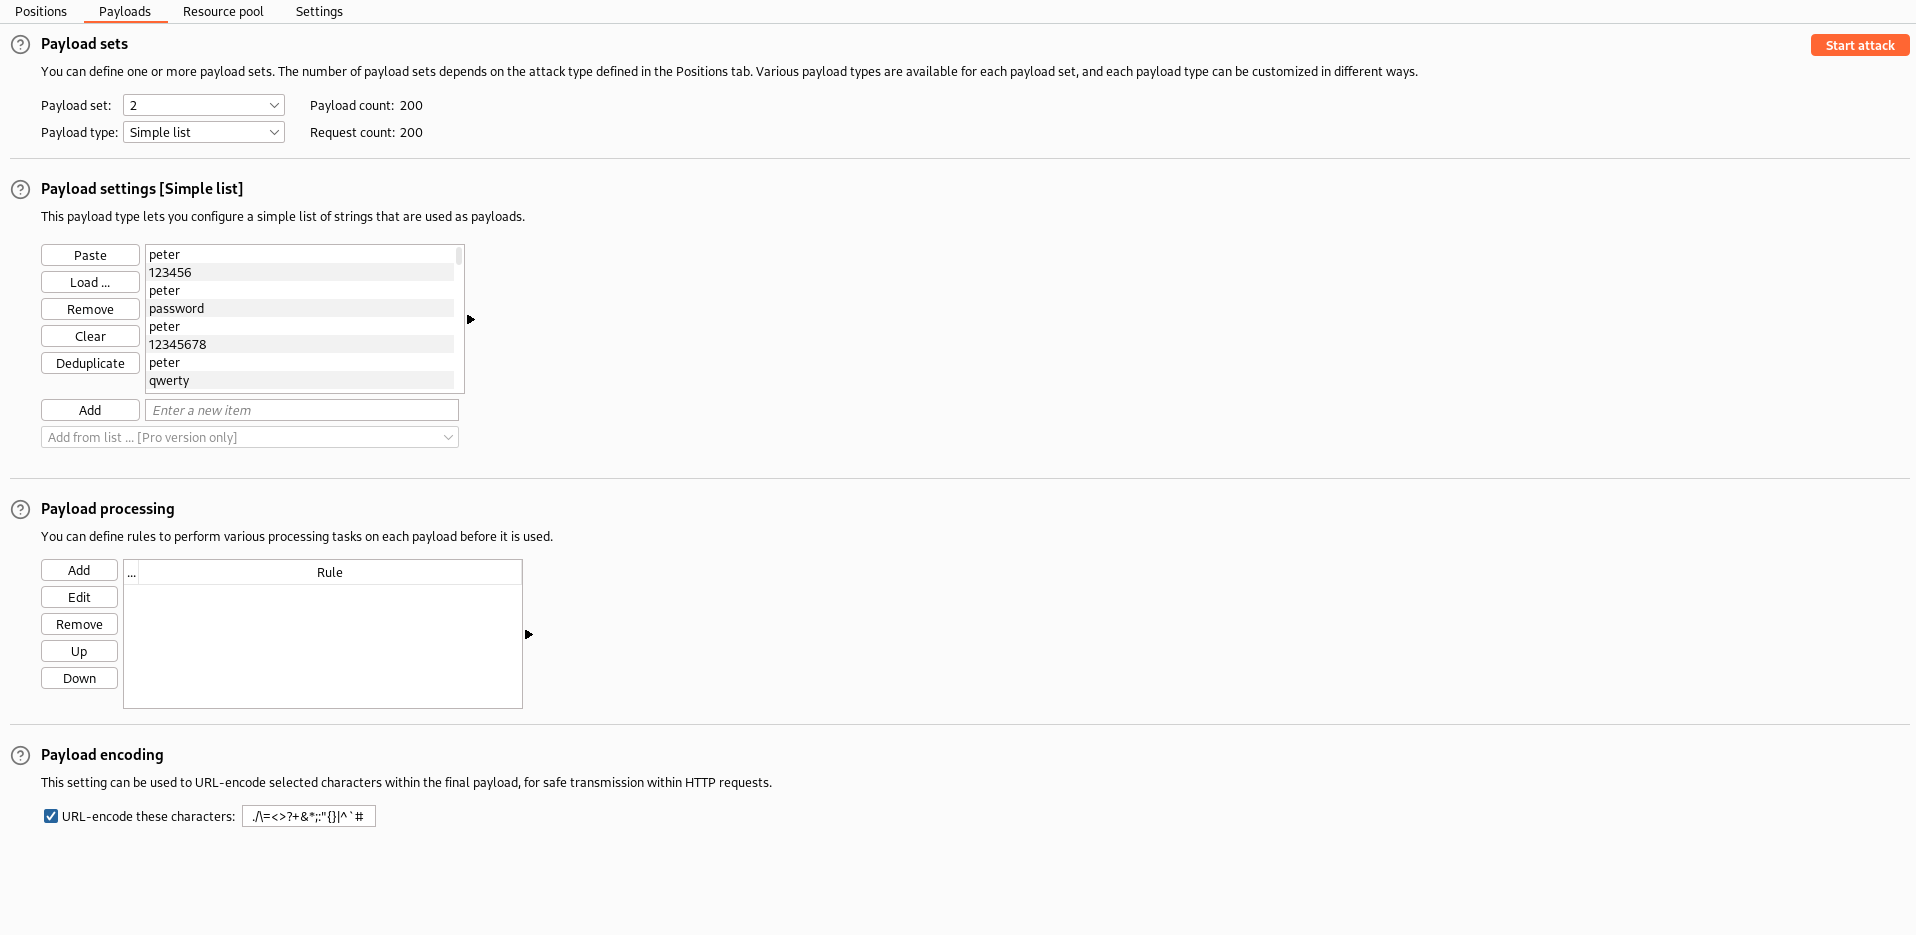 Positions Payloads Resource pool Settings
Payload sets
Start attack
You can define one or more payload sets. The number of payload sets depends on the attack type defined in the Positions tab. Various payload types are available for each payload set, and each payload type can be customized in different ways.
Payload set: 2 Payload count: 200
Payload type: Simple list Request count: 200
Payload settings [Simple list]
This payload type lets you configure a simple list of strings that are used as payloads.
Paste
Load ...
Remove
Clear
Deduplicate
peter
123456
peter
password
peter
12345678
peter
qwerty
Add Enter a new item
Add from list ... [Pro version only]
Payload processing
You can define rules to perform various processing tasks on each payload before it is used.
Add
Edit
Remove
Up
Down
... Rule
Payload encoding
This setting can be used to URL-encode selected characters within the final payload, for safe transmission within HTTP requests.
URL-encode these characters: ./\=<>?+&*;:"{}|^`#